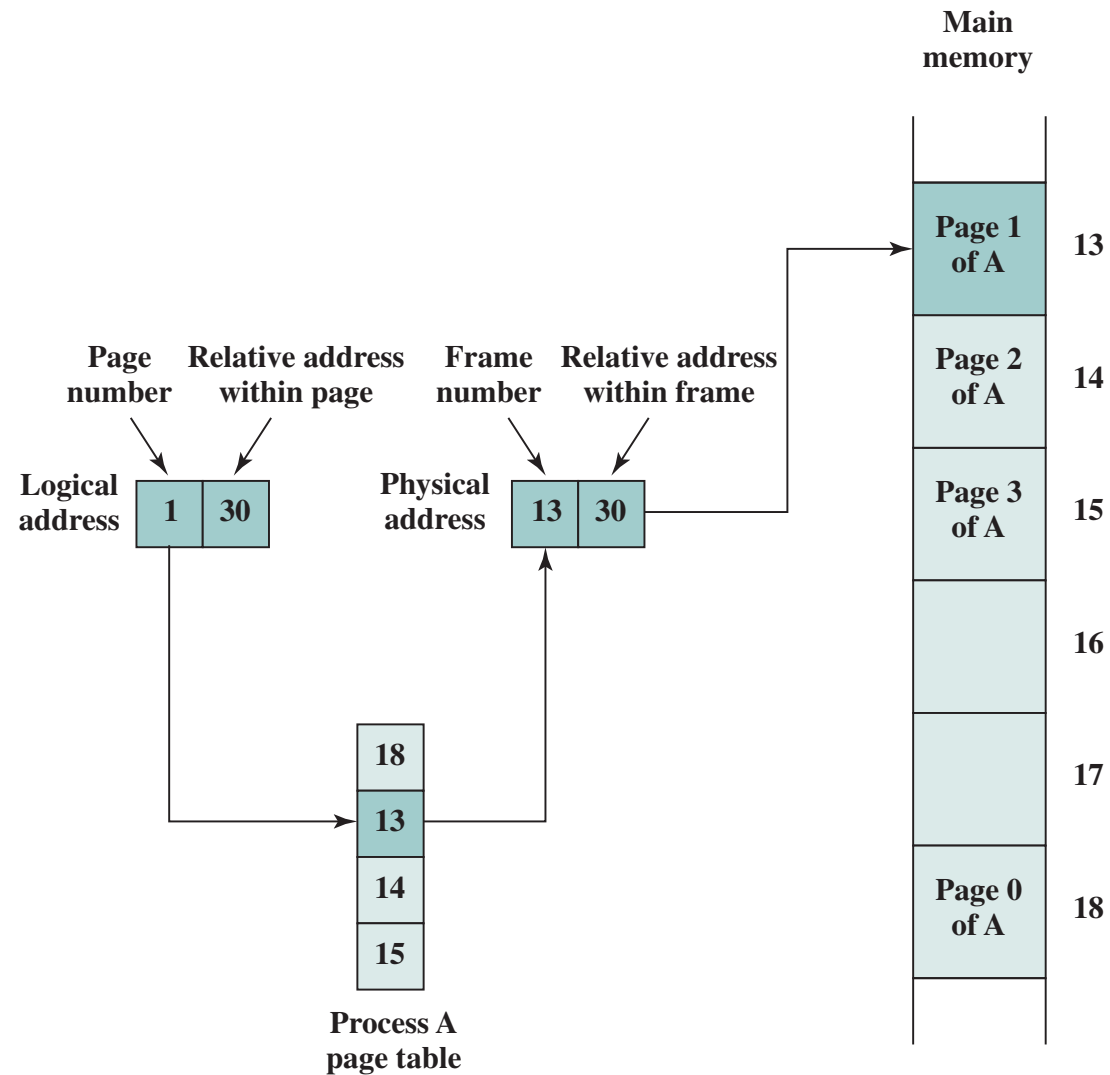 Main
memory
Page 1
of A
13
Page 2
of A
14
Page 3
of A
15
16
17
Page 0
of A
18
Page
number
Relative address
within page
Frame
number
Relative address
within frame
Logical
address
1
30
Physical
address
13
30
18
13
14
15
Process A
page table